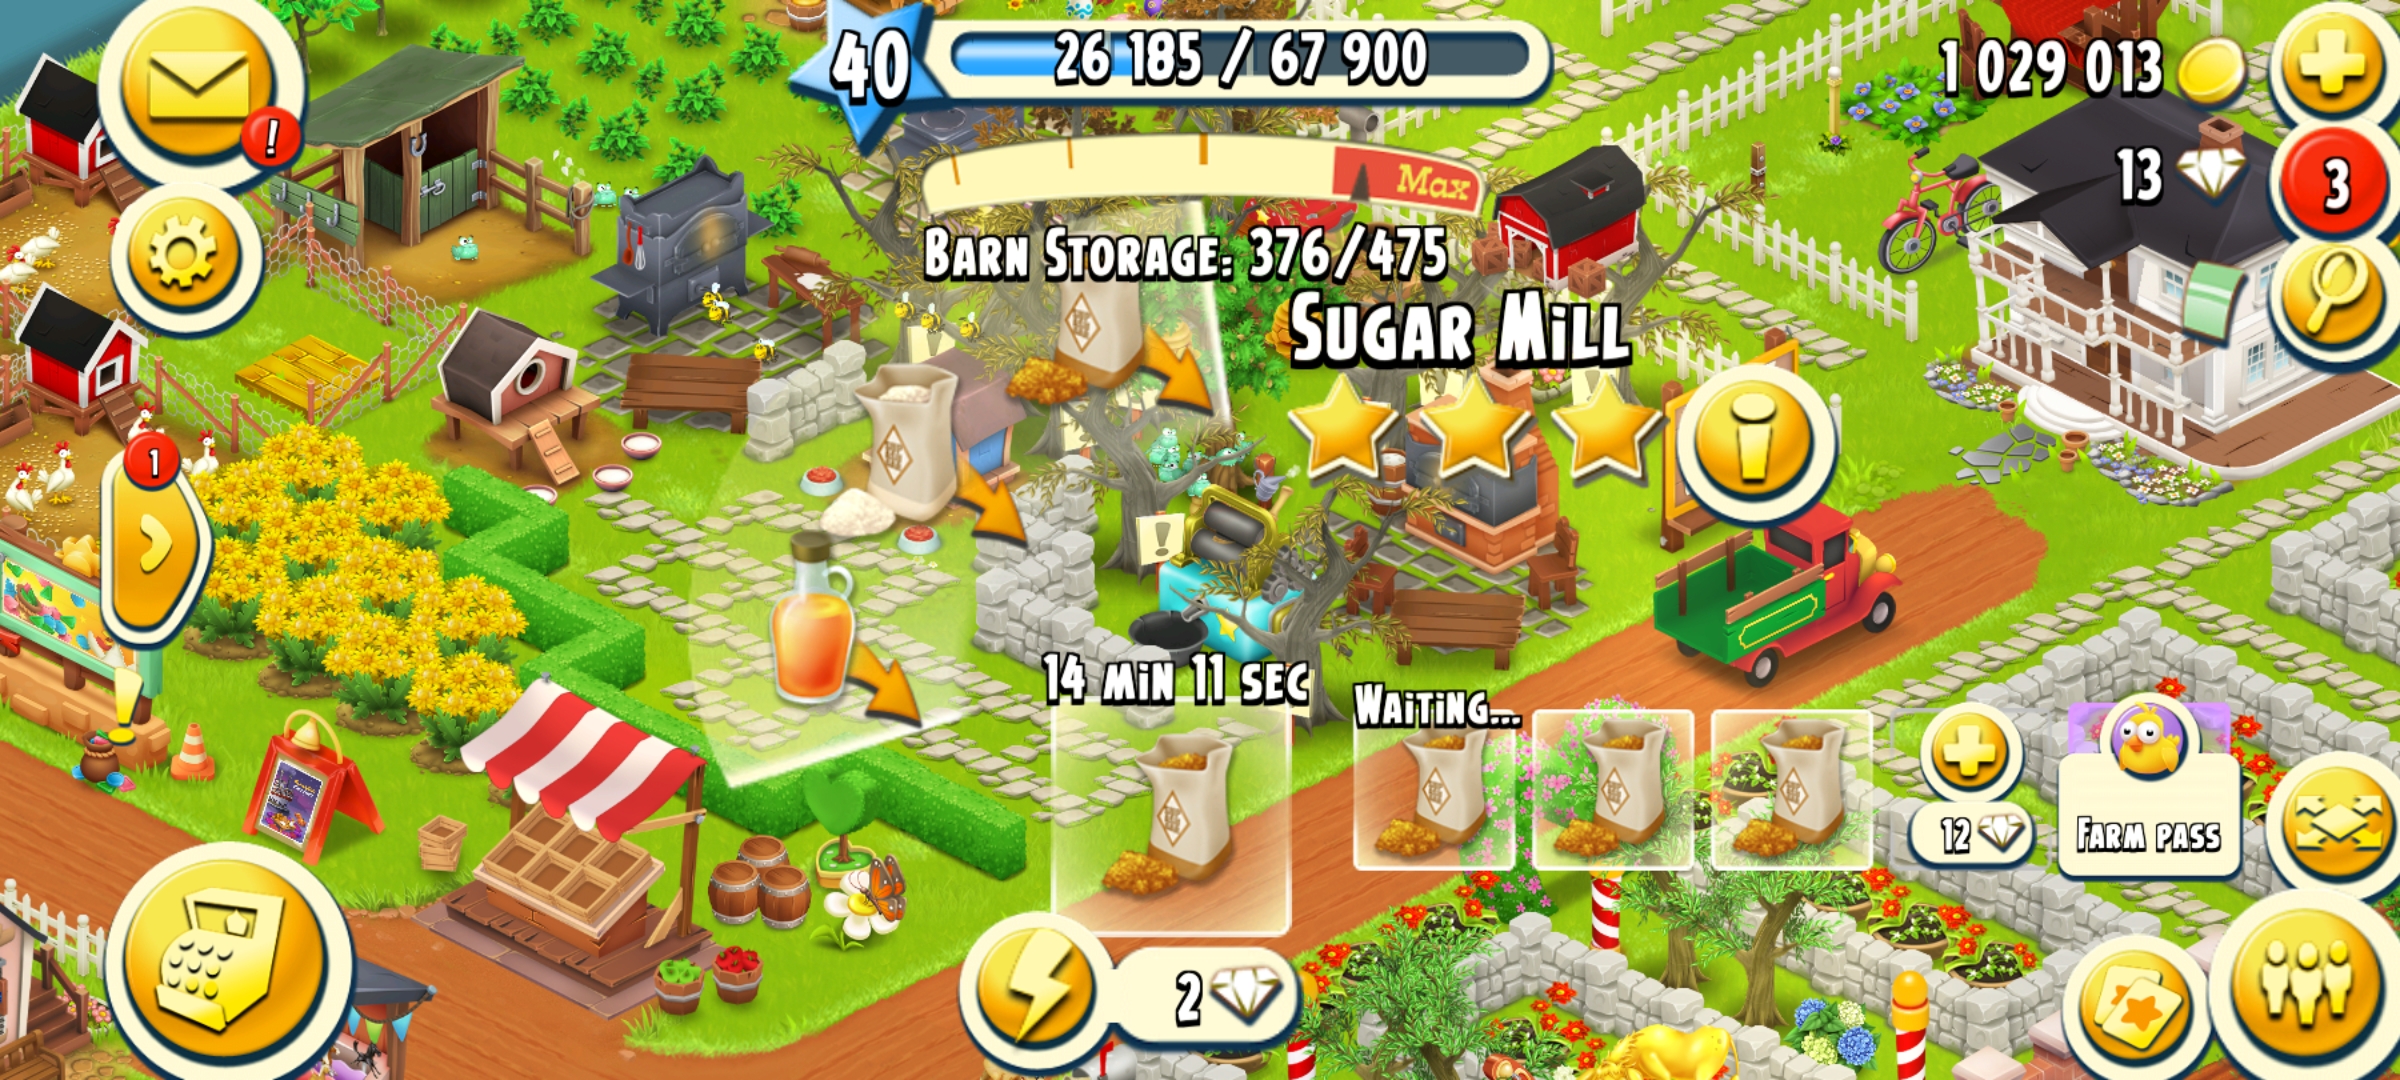 40
26 185 / 67 900
1 029 013
!
13
3
Max
BARN STORAGE: 376/475
SUGAR MiLL
1
14 MiN 11 SEC
WAITING...
12
FARM PASS
2